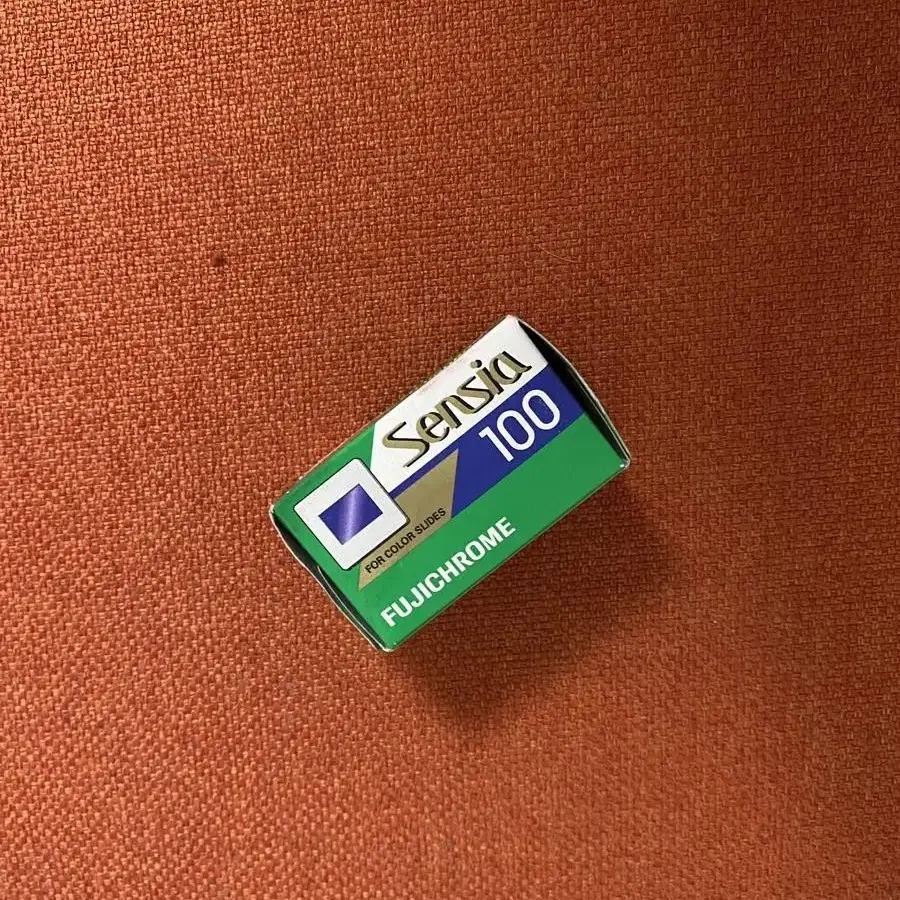 Sensia
100
FOR COLOR SLIDES
FUJICHROME